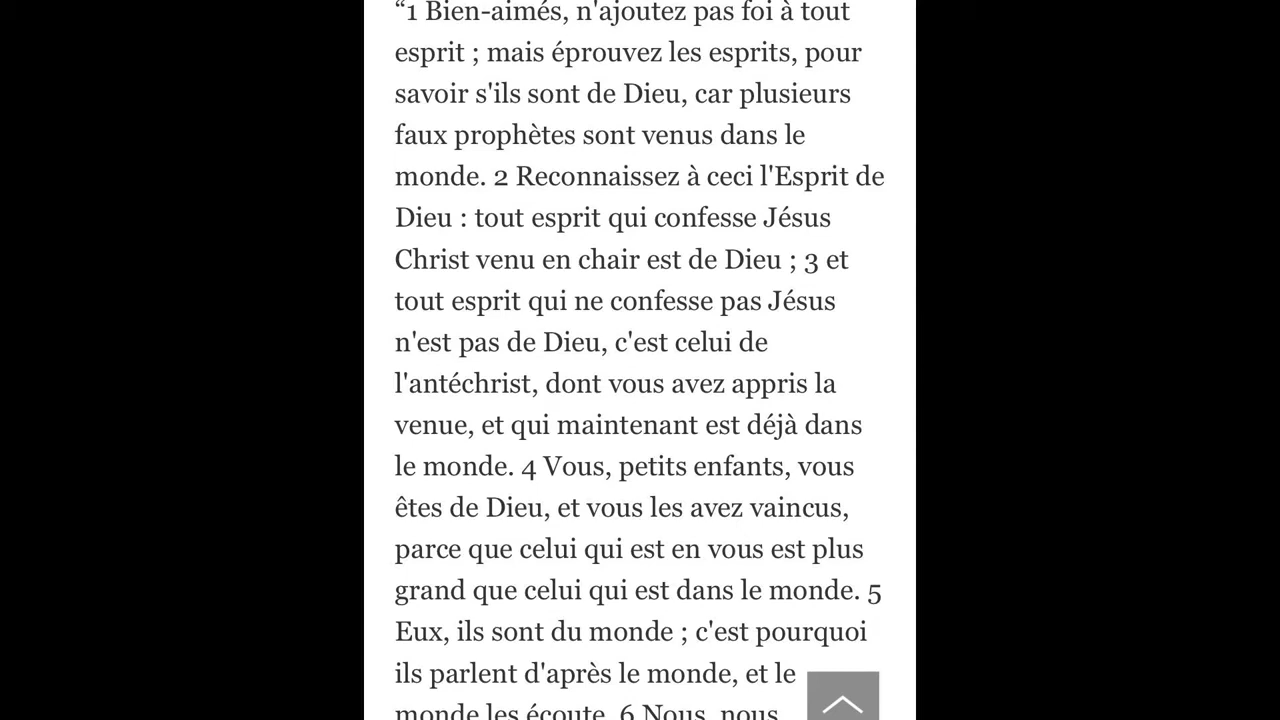 “1 Bien-aimés, n'ajoutez pas foi à tout
esprit ; mais éprouvez les esprits, pour
savoir s'ils sont de Dieu, car plusieurs
faux prophètes sont venus dans le
monde. 2 Reconnaissez à ceci l'Esprit de
Dieu : tout esprit qui confesse Jésus
Christ venu en chair est de Dieu ; 3 et
tout esprit qui ne confesse pas Jésus
n'est pas de Dieu, c'est celui de
l'antéchrist, dont vous avez appris la
venue, et qui maintenant est déjà dans
le monde. 4 Vous, petits enfants, vous
êtes de Dieu, et vous les avez vaincus,
parce que celui qui est en vous est plus
grand que celui qui est dans le monde. 5
Eux, ils sont du monde ; c'est pourquoi
ils parlent d'après le monde, et le
monde les écoute. 6 Nous, nous